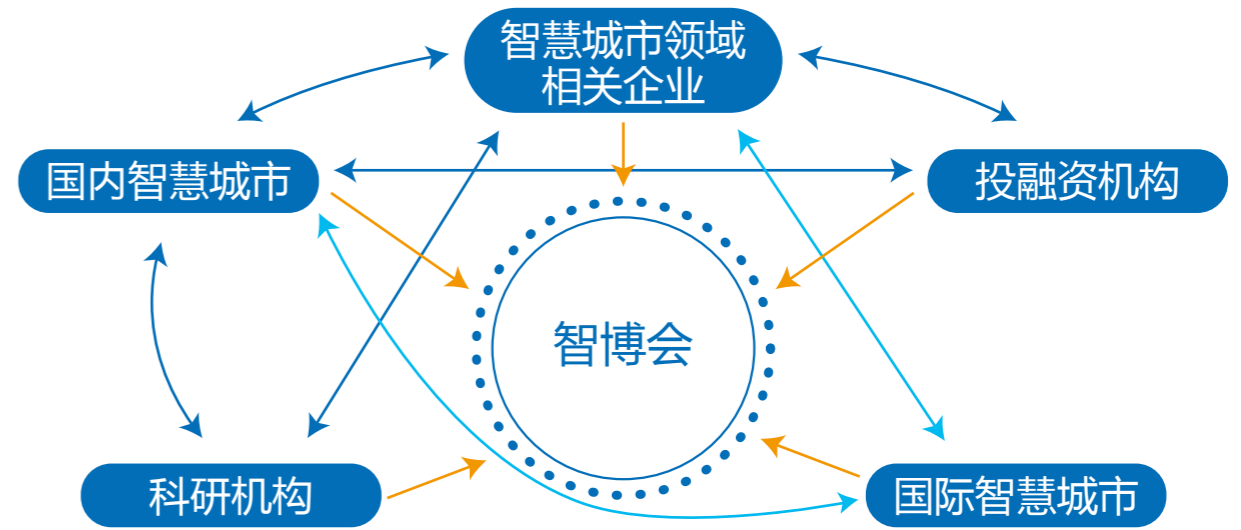 智慧城市领域
相关企业
国内智慧城市
投融资机构
智博会
科研机构
国际智慧城市